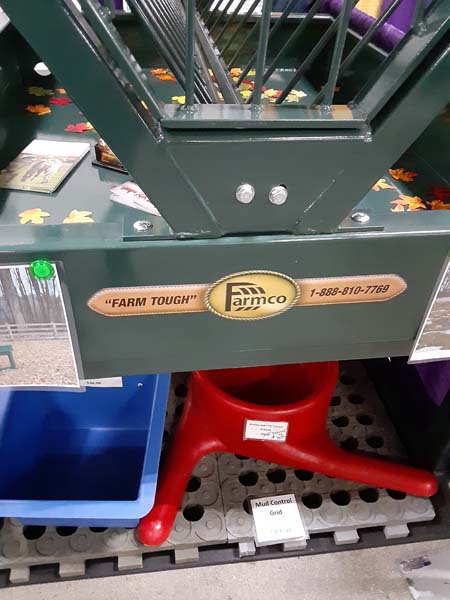 "FARM TOUGH"
Farmco
1-888-810-7769
Mud Control
Grid